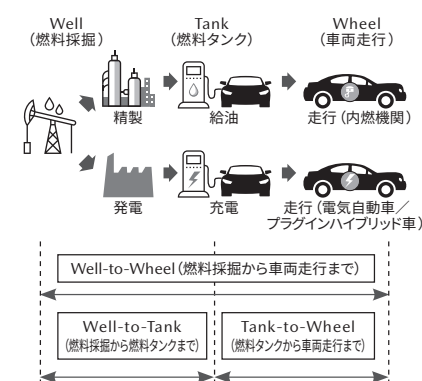 Well
(燃料採掘)
Tank
(燃料タンク)
Wheel
(車両走行)
精製
給油
走行(内燃機関)
発電
充電
走行(電気自動車/
プラグインハイブリッド車)
Well-to-Wheel(燃料採掘から車両走行まで)
Well-to-Tank
(燃料採掘から燃料タンクまで)
Tank-to-Wheel
(燃料タンクから車両走行まで)